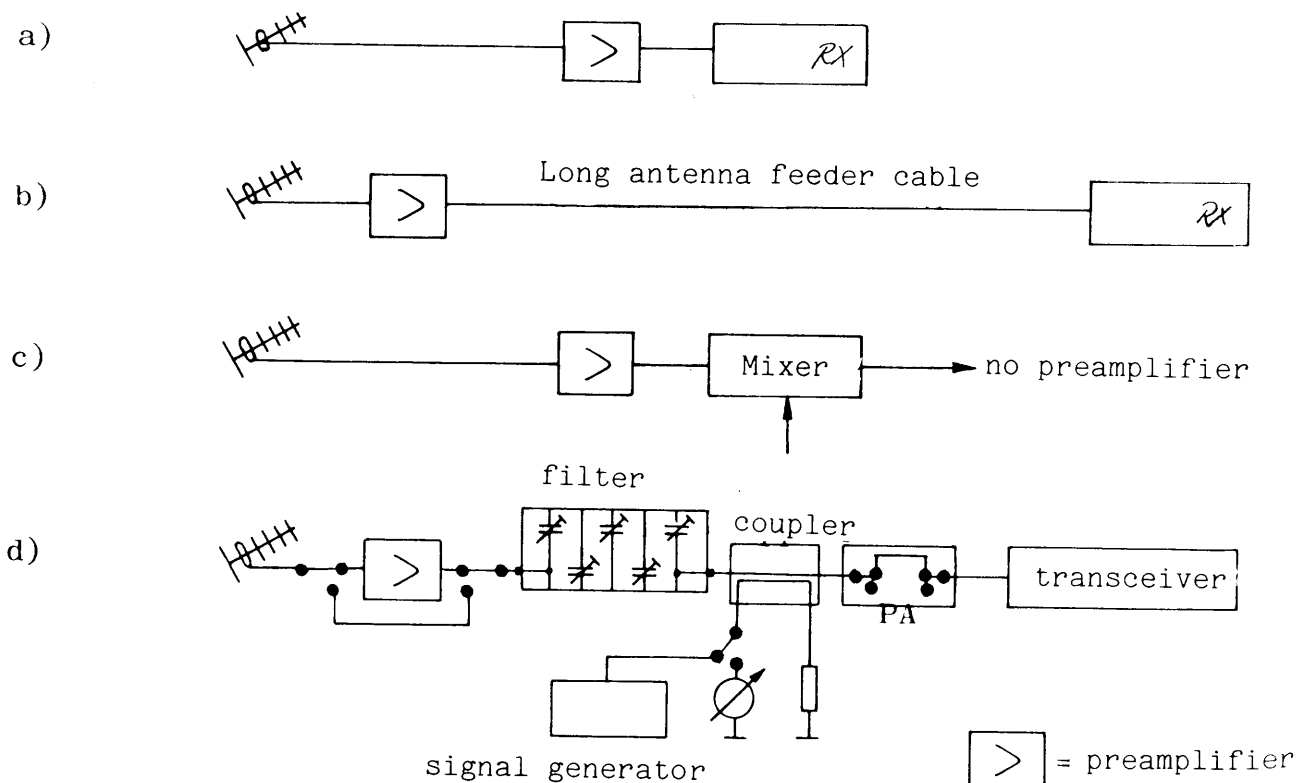 a)
RX
b)
Long antenna feeder cable
RX
c)
Mixer
no preamplifier
filter
coupler
d)
transceiver
PA
signal generator
= preamplifier